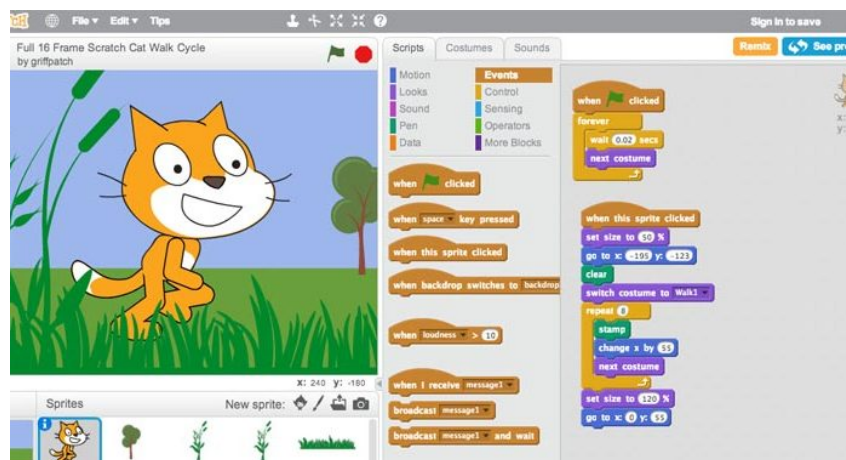 File ▾ Edit ▾ Tips
Sign in to save
Full 16 Frame Scratch Cat Walk Cycle
by griffpatch
Scripts Costumes Sounds
Remix
Motion Events
Looks Control
Sound Sensing
Pen Operators
Data More Blocks
when clicked
when space ▾ key pressed
when this sprite clicked
when backdrop switches to backdrop
when loudness ▾ > 10
when I receive message1 ▾
broadcast message1 ▾
broadcast message1 ▾ and wait
when clicked
forever
wait 0.02 secs
next costume
when this sprite clicked
set size to 50 %
go to x: -195 y: -123
clear
switch costume to Walk1
repeat 8
stamp
change x by 55
next costume
set size to 120 %
go to x: 0 y: 55
x:
y:
X: 240 y: -180
Sprites New sprite: